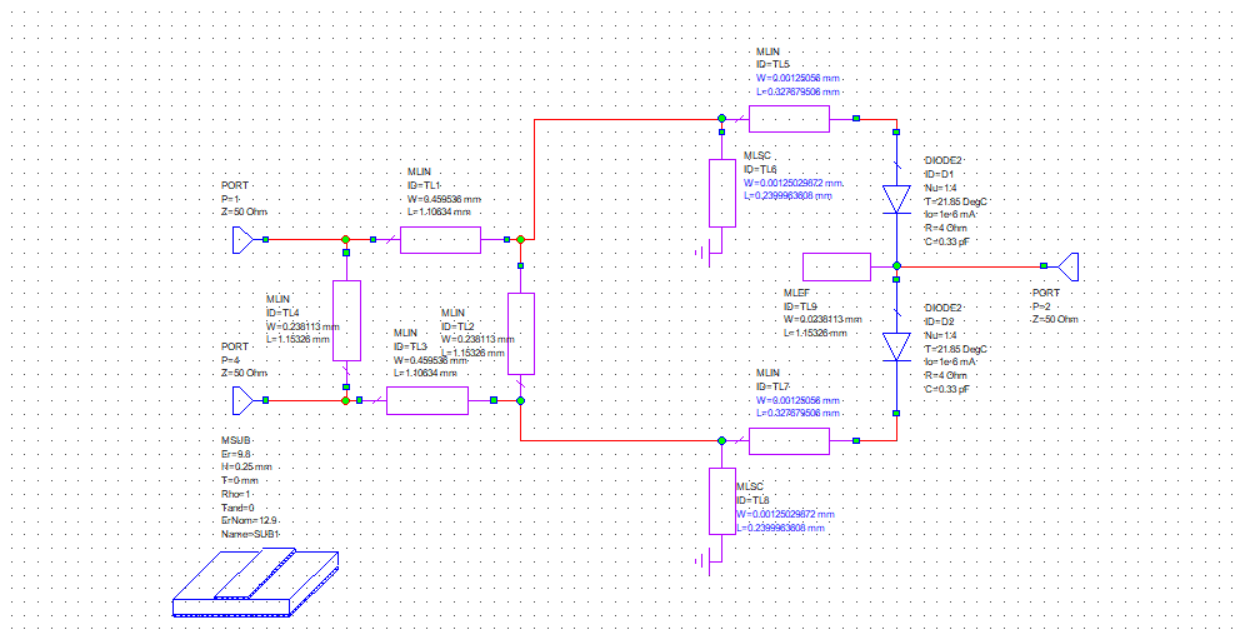 MLIN
ID=TL5
W=0.00125056 mm
L=0.327679506 mm
MLSC
ID=TL6
W=0.00125029872 mm
L=0.2399963608 mm
DIODE2
ID=D1
Nu=1.4
T=21.85 DegC
Io=1e-6 mA
R=4 Ohm
C=0.33 pF
MLIN
ID=TL1
W=0.459536 mm
L=1.10634 mm
PORT
P=1
Z=50 Ohm
MLIN
ID=TL4
W=0.238113 mm
L=1.15326 mm
MLIN
ID=TL2
W=0.238113 mm
L=1.15326 mm
MLIN
ID=TL3
W=0.459536 mm
L=1.10634 mm
MLEF
ID=TL9
W=0.0238113 mm
L=1.15326 mm
PORT
P=2
Z=50 Ohm
DIODE2
ID=D2
Nu=1.4
T=21.85 DegC
Io=1e-6 mA
R=4 Ohm
C=0.33 pF
PORT
P=4
Z=50 Ohm
MLIN
ID=TL7
W=0.00125056 mm
L=0.327679506 mm
MLSC
ID=TL8
W=0.00125029872 mm
L=0.2399963608 mm
MSUB
Er=9.8
H=0.25 mm
T=0 mm
Rho=1
Tand=0
ErNom=12.9
Name=SUB1